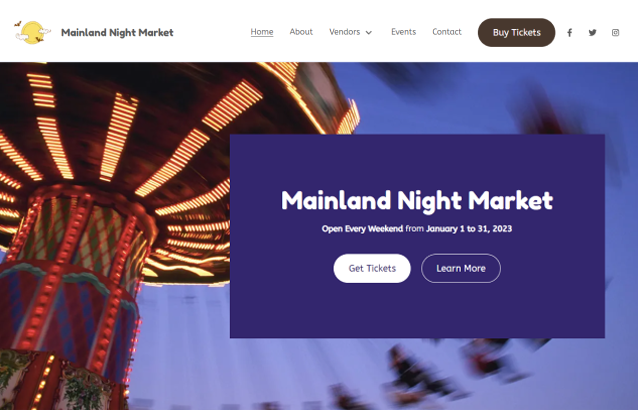 Mainland Night Market
Home About Vendors Events Contact Buy Tickets
Mainland Night Market
Open Every Weekend from January 1 to 31, 2023
Get Tickets Learn More